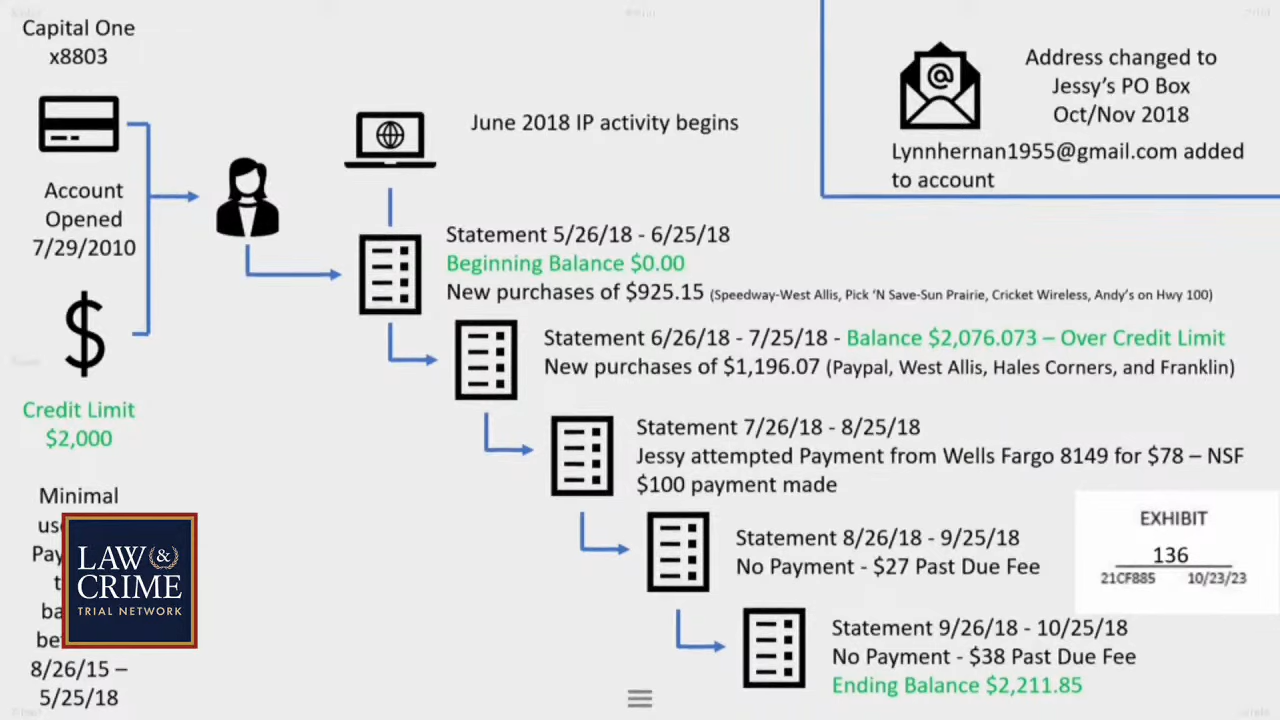 Capital One
x8803
Account
Opened
7/29/2010
Credit Limit
$2,000
Minimal
8/26/15 –
5/25/18
LAW &
CRIME
TRIAL NETWORK
June 2018 IP activity begins
Address changed to
Jessy's PO Box
Oct/Nov 2018
Lynnhernan1955@gmail.com added
to account
Statement 5/26/18 - 6/25/18
Beginning Balance $0.00
New purchases of $925.15 (Speedway-West Allis, Pick 'N Save-Sun Prairie, Cricket Wireless, Andy's on Hwy 100)
Statement 6/26/18 - 7/25/18 - Balance $2,076.073 – Over Credit Limit
New purchases of $1,196.07 (Paypal, West Allis, Hales Corners, and Franklin)
Statement 7/26/18 - 8/25/18
Jessy attempted Payment from Wells Fargo 8149 for $78 – NSF
$100 payment made
Statement 8/26/18 - 9/25/18
No Payment - $27 Past Due Fee
Statement 9/26/18 - 10/25/18
No Payment - $38 Past Due Fee
Ending Balance $2,211.85
EXHIBIT
136
21CF885 10/23/23